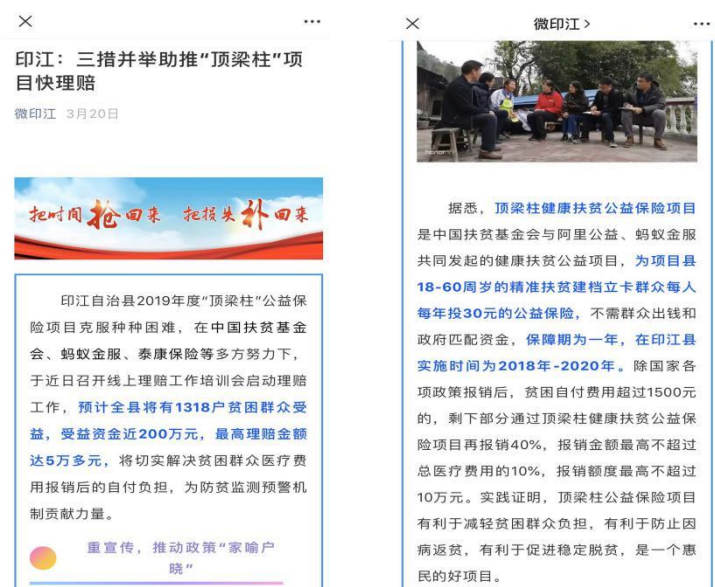 印江：三措并举助推“顶梁柱”项
目快理赔
微印江 3月20日
把时间抢回来 把损失补回来
印江自治县2019年度“顶梁柱”公益保
险项目克服种种困难，在中国扶贫基金
会、蚂蚁金服、泰康保险等多方努力下，
于近日召开线上理赔工作培训会启动理赔
工作，预计全县将有1318户贫困群众受
益，受益资金近200万元，最高理赔金额
达5万多元，将切实解决贫困群众医疗费
用报销后的自付负担，为防贫监测预警机
制贡献力量。
重宣传，推动政策“家喻户
晓”
微印江
honor
据悉，顶梁柱健康扶贫公益保险项目
是中国扶贫基金会与阿里公益、蚂蚁金服
共同发起的健康扶贫公益项目，为项目县
18-60周岁的精准扶贫建档立卡群众每人
每年投30元的公益保险，不需群众出钱和
政府匹配资金，保障期为一年，在印江县
实施时间为2018年-2020年。除国家各
项政策报销后，贫困自付费用超过1500元
的，剩下部分通过顶梁柱健康扶贫公益保
险项目再报销40%，报销金额最高不超过
总医疗费用的10%，报销额度最高不超过
10万元。实践证明，顶梁柱公益保险项目
有利于减轻贫困群众负担，有利于防止因
病返贫，有利于促进稳定脱贫，是一个惠
民的好项目。